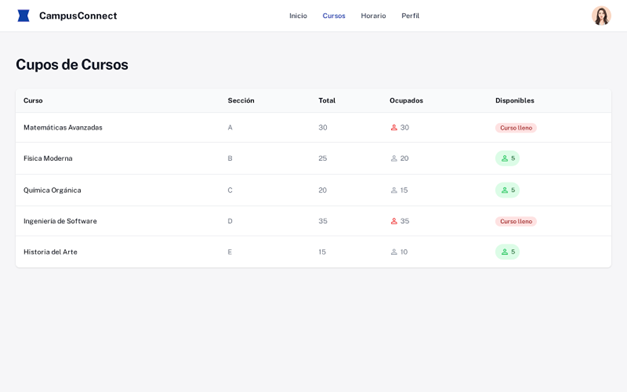 CampusConnect
Inicio Cursos Horario Perfil
Cupos de Cursos
Curso Sección Total Ocupados Disponibles
Matemáticas Avanzadas A 30 30 Curso lleno
Física Moderna B 25 20 5
Química Orgánica C 20 15 5
Ingeniería de Software D 35 35 Curso lleno
Historia del Arte E 15 10 5